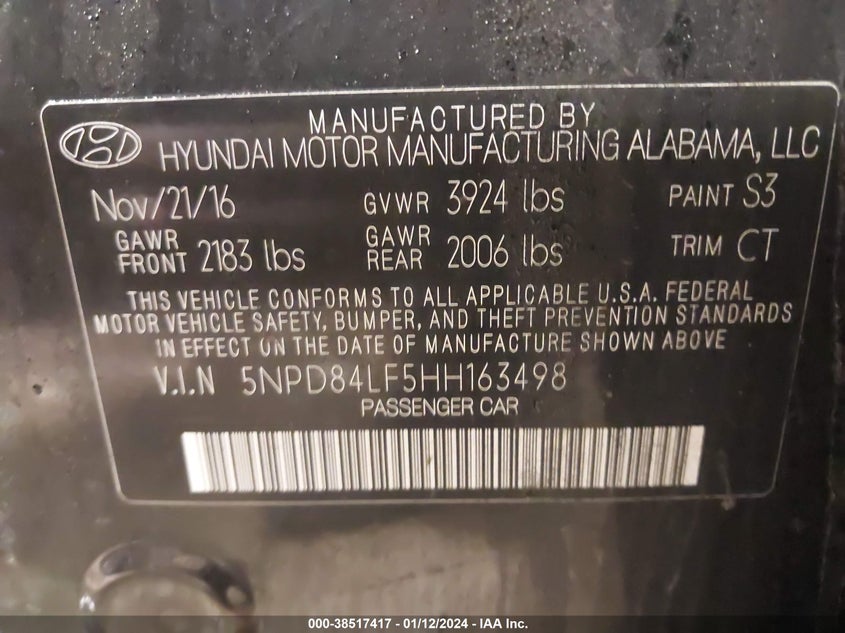 MANUFACTURED BY
HYUNDAI MOTOR MANUFACTURING ALABAMA, LLC
Nov/21/16 GVWR 3924 lbs PAINT S3
GAWR FRONT 2183 lbs GAWR REAR 2006 lbs TRIM CT
THIS VEHICLE CONFORMS TO ALL APPLICABLE U.S.A. FEDERAL
MOTOR VEHICLE SAFETY, BUMPER, AND THEFT PREVENTION STANDARDS
IN EFFECT ON THE DATE OF MANUFACTURE SHOWN ABOVE
V.I.N 5NPD84LF5HH163498
PASSENGER CAR
000-38517417 - 01/12/2024 - IAA Inc.